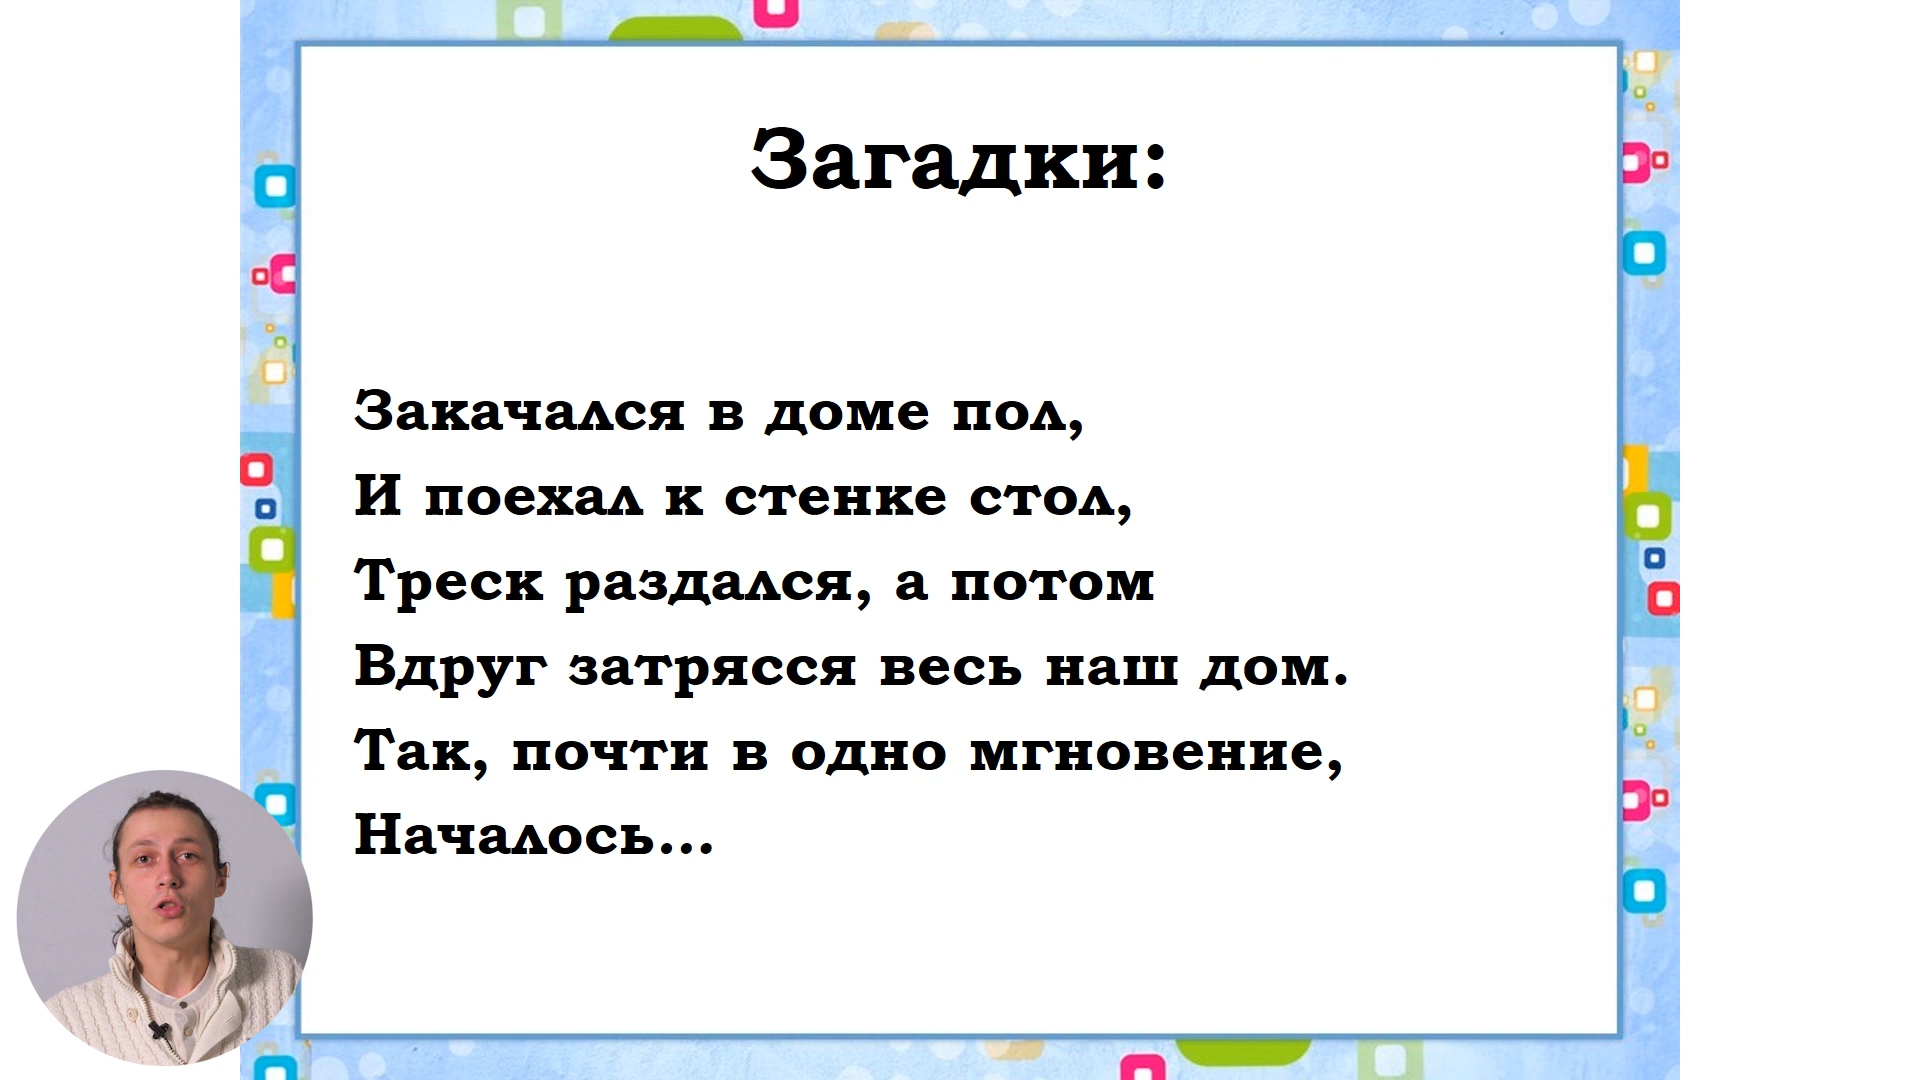 Загадки:
Закачался в доме пол,
И поехал к стенке стол,
Треск раздался, а потом
Вдруг затрясся весь наш дом.
Так, почти в одно мгновение,
Началось...